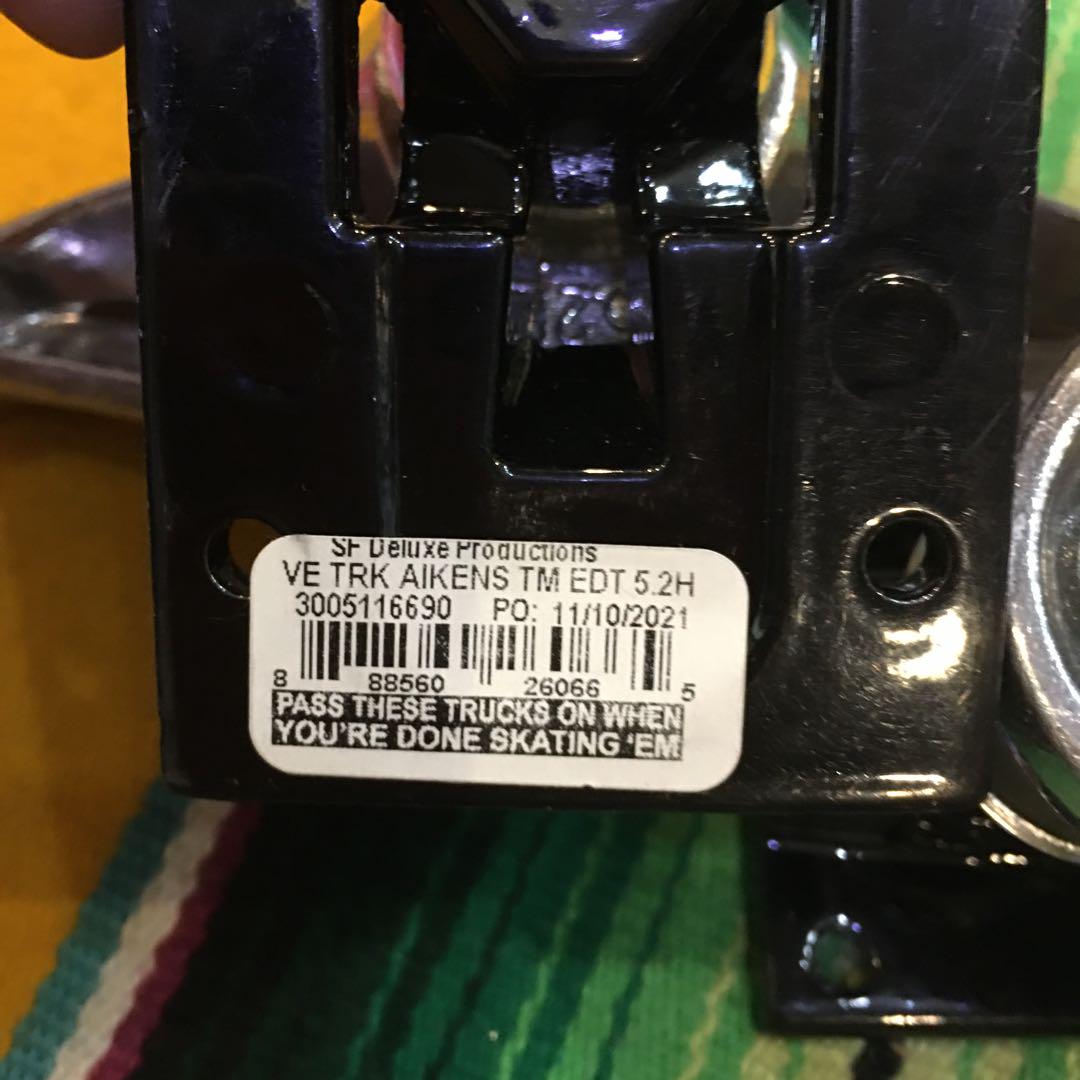 SF Deluxe Productions
VE TRK AIKENS TM EDT 5.2H
3005116690 PO: 11/10/2021
8 88560 26066 5
PASS THESE TRUCKS ON WHEN
YOU'RE DONE SKATING 'EM